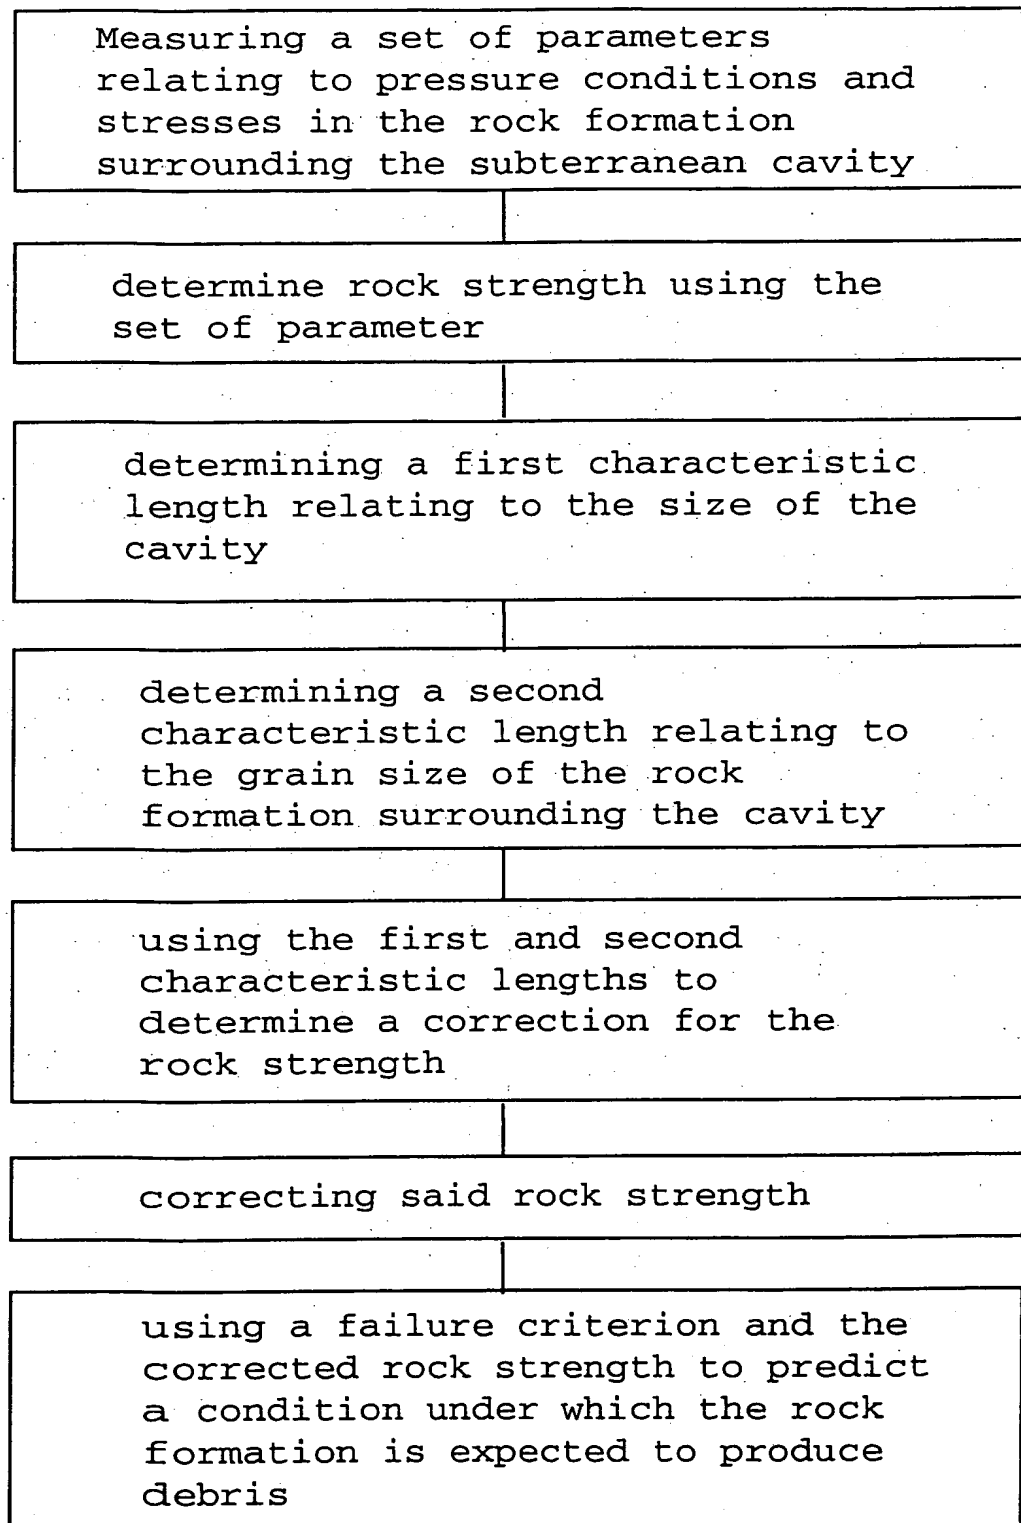 Measuring a set of parameters
relating to pressure conditions and
stresses in the rock formation
surrounding the subterranean cavity
determine rock strength using the
set of parameter
determining a first characteristic
length relating to the size of the
cavity
determining a second
characteristic length relating to
the grain size of the rock
formation surrounding the cavity
using the first and second
characteristic lengths to
determine a correction for the
rock strength
correcting said rock strength
using a failure criterion and the
corrected rock strength to predict
a condition under which the rock
formation is expected to produce
debris